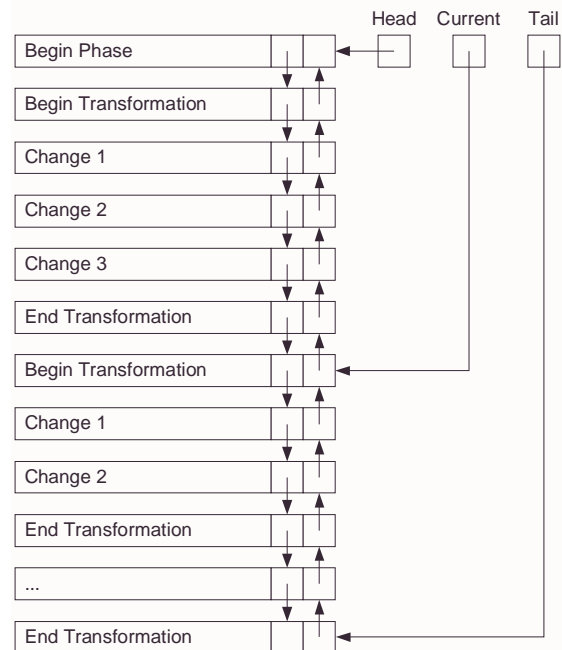 Head Current Tail
Begin Phase
Begin Transformation
Change 1
Change 2
Change 3
End Transformation
Begin Transformation
Change 1
Change 2
End Transformation
...
End Transformation